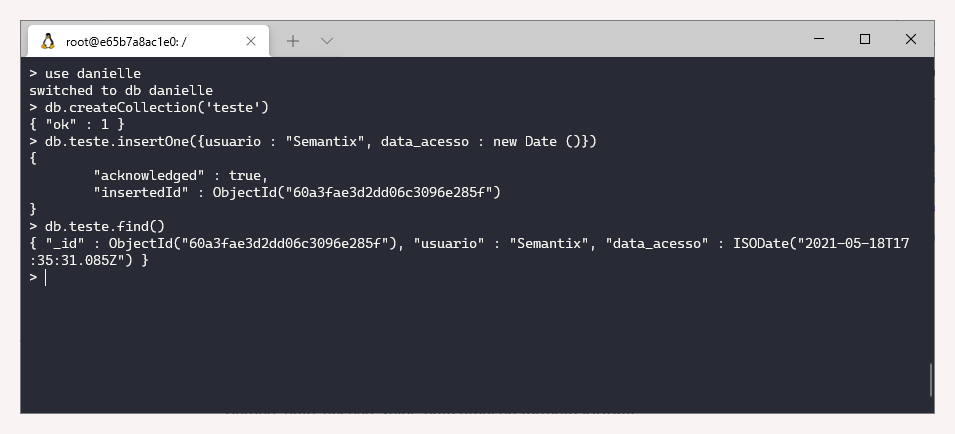 root@e65b7a8ac1e0: /
> use danielle
switched to db danielle
> db.createCollection('teste')
{ "ok" : 1 }
> db.teste.insertOne({usuario : "Semantix", data_acesso : new Date ()})
{
        "acknowledged" : true,
        "insertedId" : ObjectId("60a3fae3d2dd06c3096e285f")
}
> db.teste.find()
{ "_id" : ObjectId("60a3fae3d2dd06c3096e285f"), "usuario" : "Semantix", "data_acesso" : ISODate("2021-05-18T17
:35:31.085Z") }
>